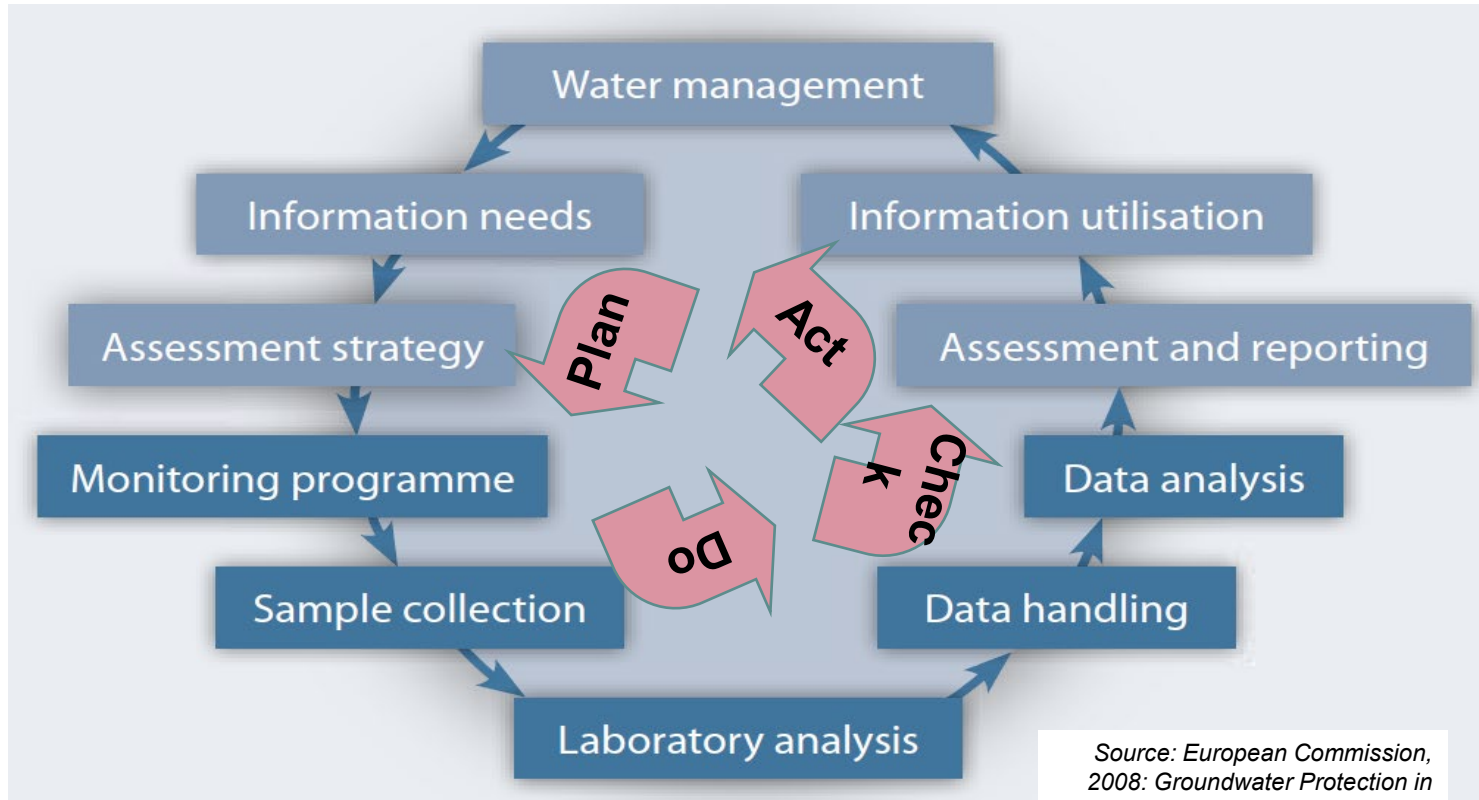 Water management
Information needs
Information utilisation
Assessment strategy
Plan
Act
Assessment and reporting
Monitoring programme
Chec
k
Data analysis
Do
Sample collection
Data handling
Laboratory analysis
Source: European Commission,
2008: Groundwater Protection in